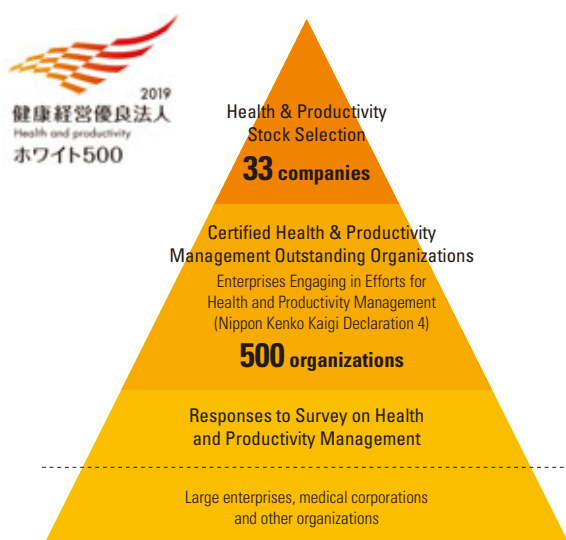 2019
健康経営優良法人
Health and productivity
ホワイト500
Health & Productivity
Stock Selection
33 companies
Certified Health & Productivity
Management Outstanding Organizations
Enterprises Engaging in Efforts for
Health and Productivity Management
(Nippon Kenko Kaigi Declaration 4)
500 organizations
Responses to Survey on Health
and Productivity Management
Large enterprises, medical corporations
and other organizations